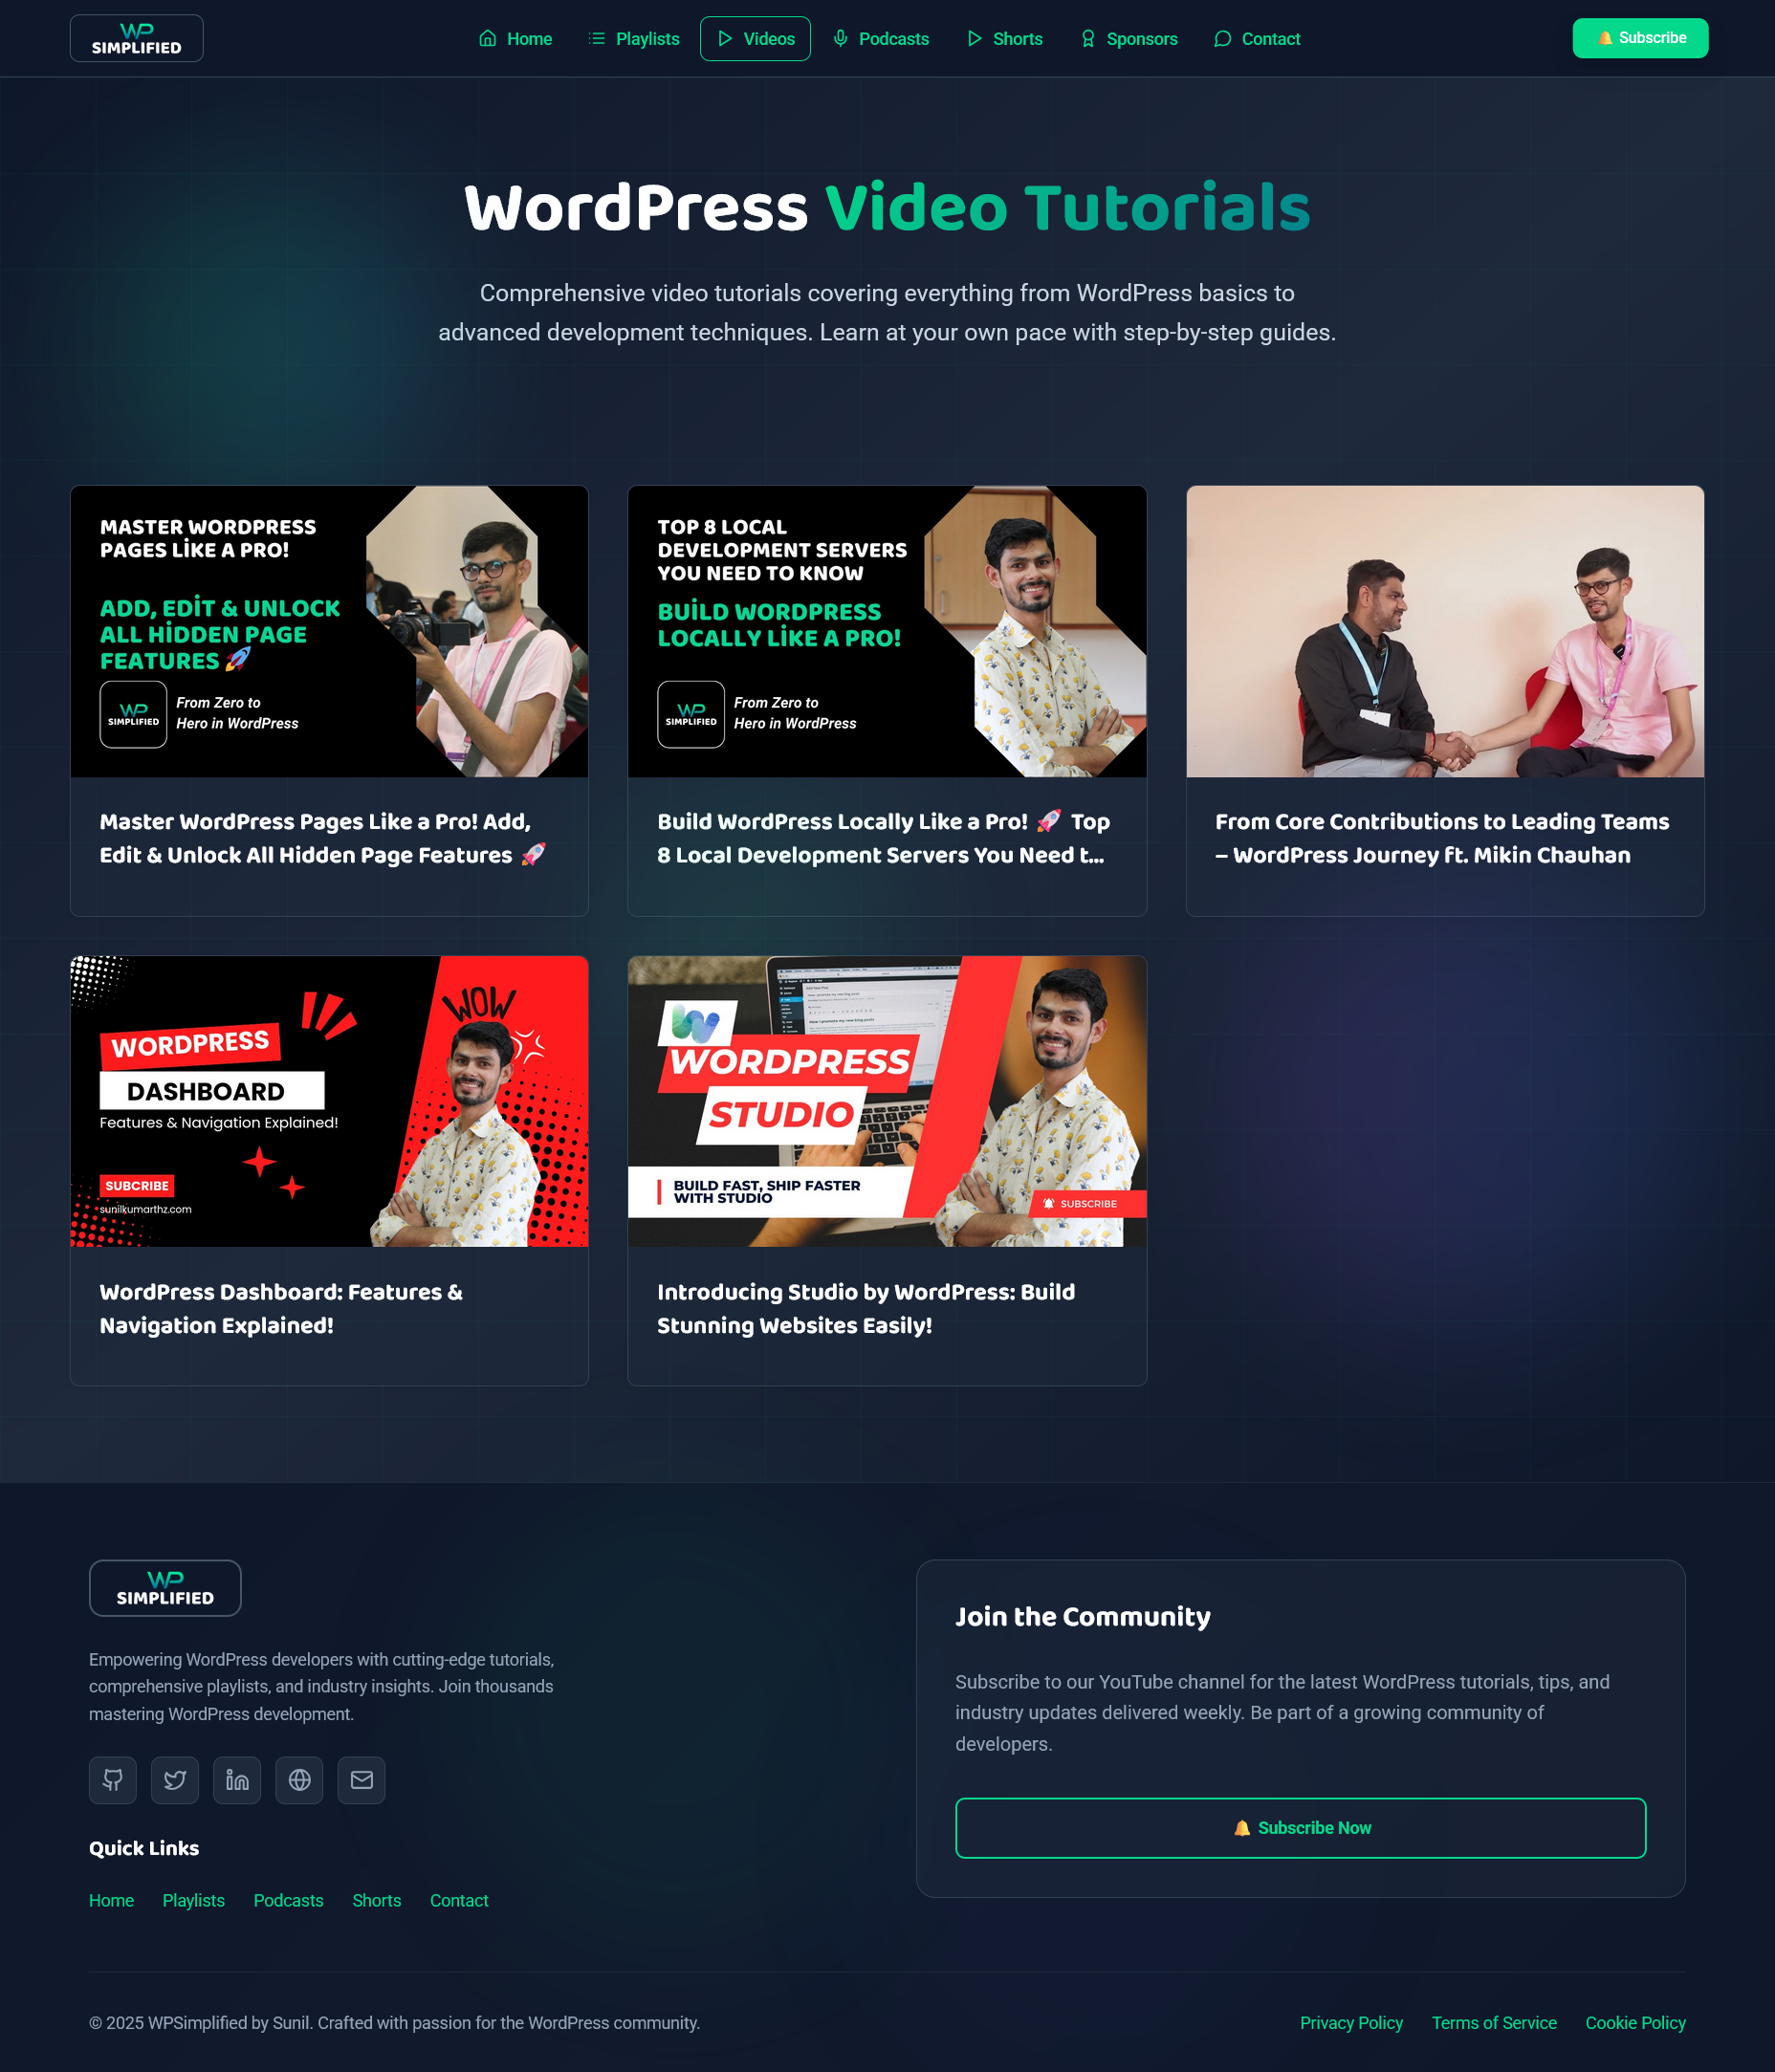 WP
SIMPLIFIED
Home
Playlists
Videos
Podcasts
Shorts
Sponsors
Contact
🔔 Subscribe
WordPress Video Tutorials
Comprehensive video tutorials covering everything from WordPress basics to
advanced development techniques. Learn at your own pace with step-by-step guides.
MASTER WORDPRESS
PAGES LİKE A PRO!
ADD, EDİT & UNLOCK
ALL HİDDEN PAGE
FEATURES 🚀
WP
SIMPLIFIED
From Zero to
Hero in WordPress
Master WordPress Pages Like a Pro! Add,
Edit & Unlock All Hidden Page Features 🚀
TOP 8 LOCAL
DEVELOPMENT SERVERS
YOU NEED TO KNOW
BUİLD WORDPRESS
LOCALLY LİKE A PRO!
WP
SIMPLIFIED
From Zero to
Hero in WordPress
Build WordPress Locally Like a Pro! 🚀 Top
8 Local Development Servers You Need t...
From Core Contributions to Leading Teams
– WordPress Journey ft. Mikin Chauhan
WOW
WORDPRESS
DASHBOARD
Features & Navigation Explained!
SUBCRIBE
sunilkumarthz.com
WordPress Dashboard: Features &
Navigation Explained!
WORDPRESS
STUDIO
BUILD FAST, SHIP FASTER
WITH STUDIO
SUBSCRIBE
Introducing Studio by WordPress: Build
Stunning Websites Easily!
WP
SIMPLIFIED
Empowering WordPress developers with cutting-edge tutorials,
comprehensive playlists, and industry insights. Join thousands
mastering WordPress development.
Quick Links
Home
Playlists
Podcasts
Shorts
Contact
Join the Community
Subscribe to our YouTube channel for the latest WordPress tutorials, tips, and
industry updates delivered weekly. Be part of a growing community of
developers.
🔔 Subscribe Now
© 2025 WPSimplified by Sunil. Crafted with passion for the WordPress community.
Privacy Policy
Terms of Service
Cookie Policy